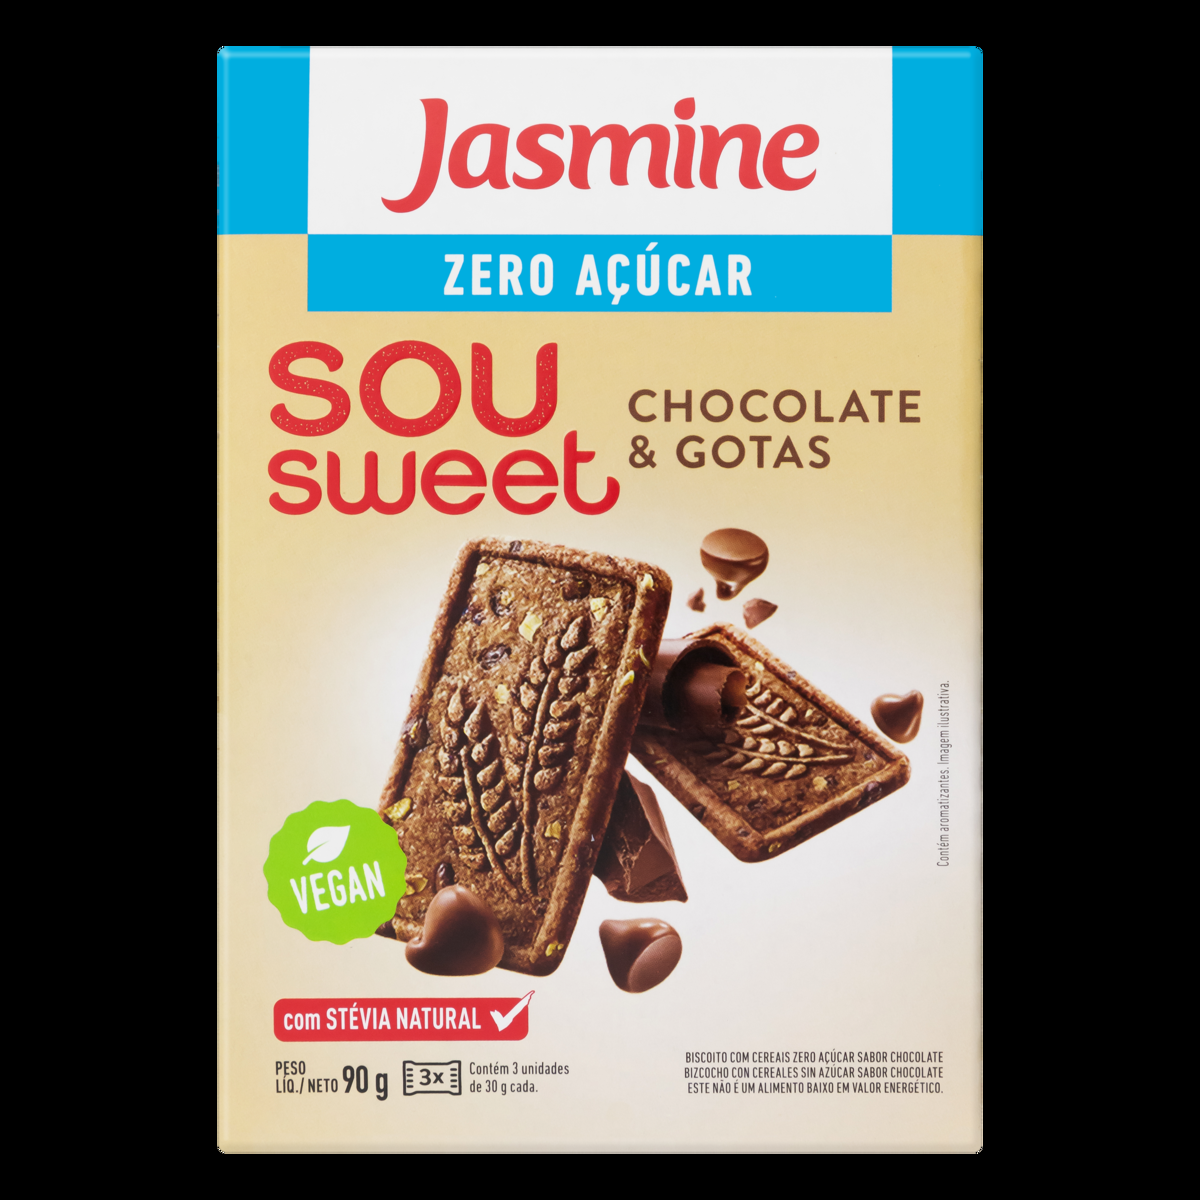 Jasmine
ZERO AÇÚCAR
SOU
sweet
CHOCOLATE
& GOTAS
Contém aromatizantes. Imagem ilustrativa.
VEGAN
com STÉVIA NATURAL
PESO
LÍQ./ NETO 90 g
3x
Contém 3 unidades
de 30 g cada.
BISCOITO COM CEREAIS ZERO AÇÚCAR SABOR CHOCOLATE
BIZCOCHO CON CEREALES SIN AZÚCAR SABOR CHOCOLATE
ESTE NÃO É UM ALIMENTO BAIXO EM VALOR ENERGÉTICO.